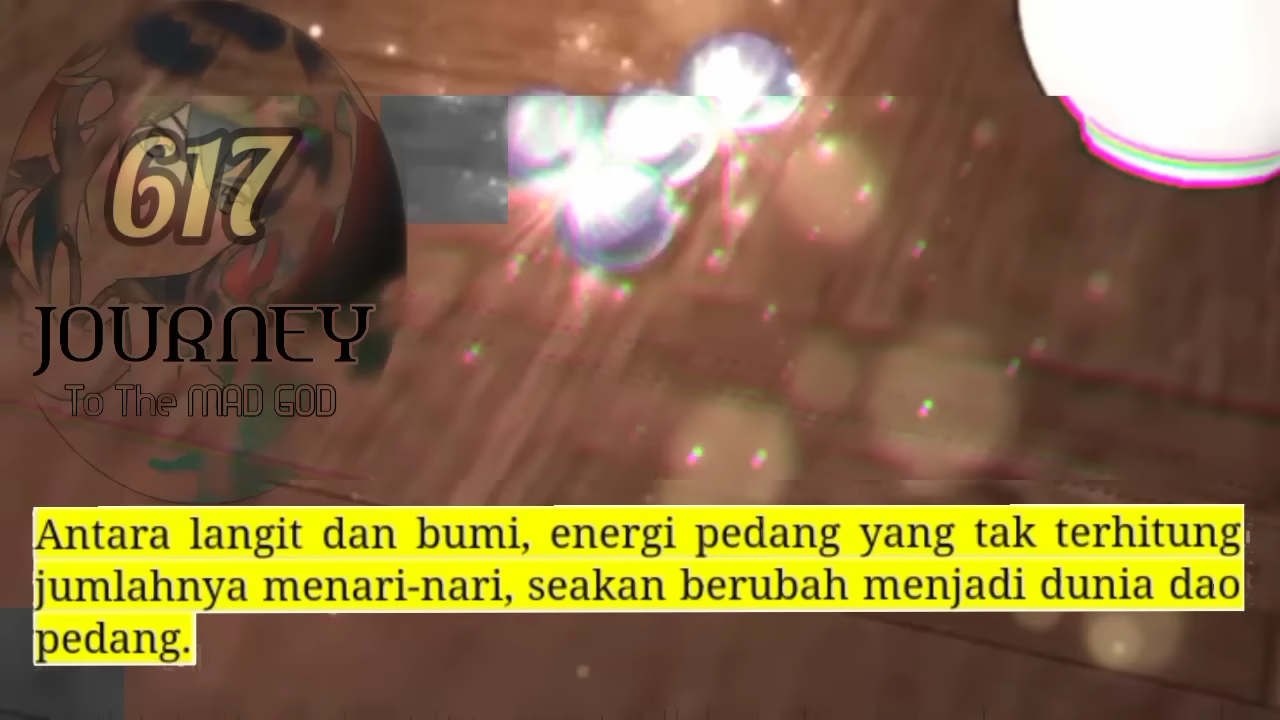 617
JOURNEY
To The MAD GOD
Antara langit dan bumi, energi pedang yang tak terhitung
jumlahnya menari-nari, seakan berubah menjadi dunia dao
pedang.